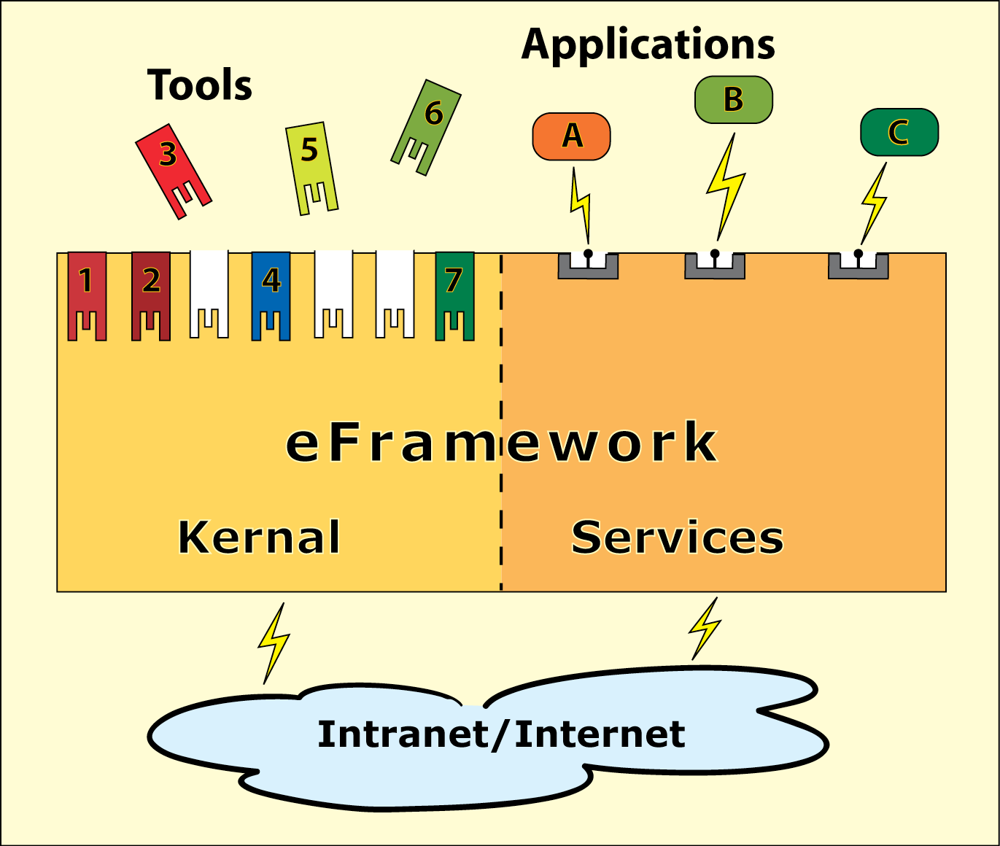 Applications
Tools
3
5
6
A
B
C
1
2
4
7
eFramework
Kernal
Services
Intranet/Internet